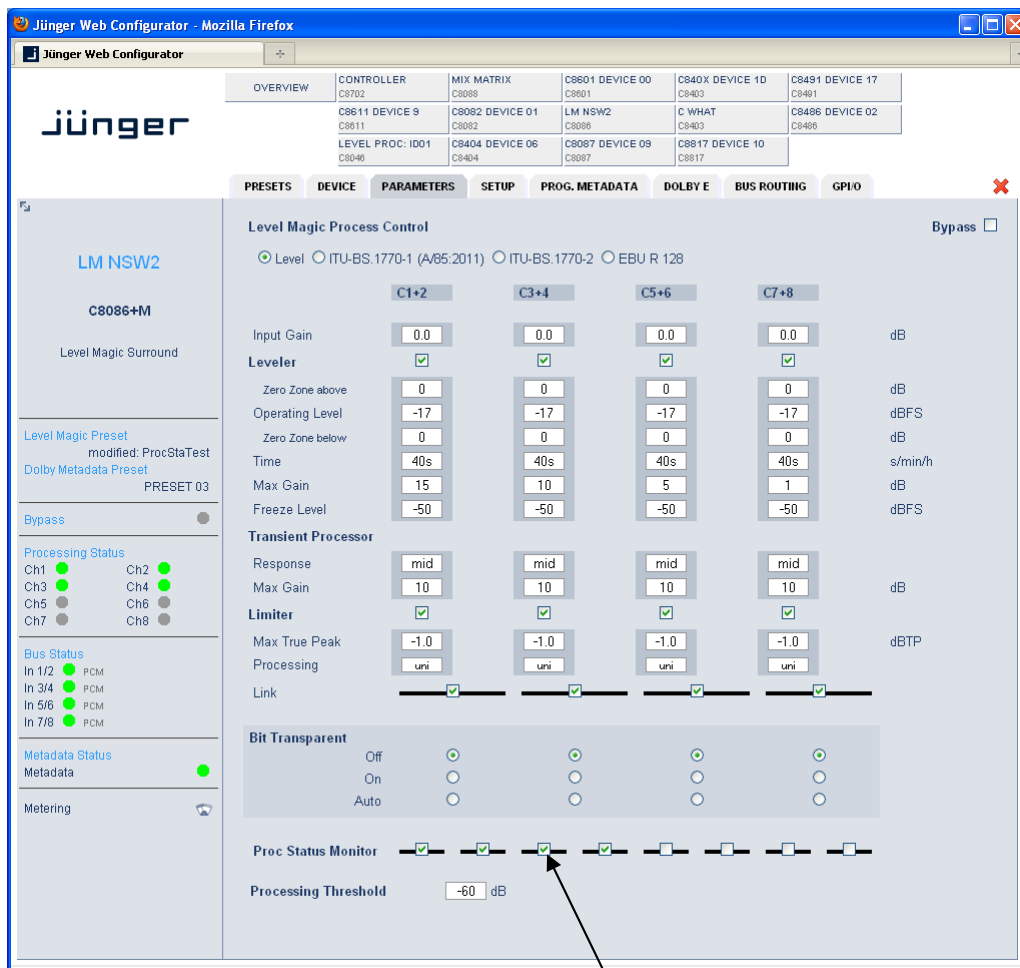 Jünger Web Configurator - Mozilla Firefox
Jünger Web Configurator
jünger
OVERVIEW
CONTROLLER
C8702
MIX MATRIX
C8088
C8601 DEVICE 00
C8601
C840X DEVICE 1D
C8403
C8491 DEVICE 17
C8491
C8611 DEVICE 9
C8611
C8082 DEVICE 01
C8082
LM NSW2
C8086
C WHAT
C8403
C8486 DEVICE 02
C8486
LEVEL PROC: ID01
C8046
C8404 DEVICE 06
C8404
C8087 DEVICE 09
C8087
C8817 DEVICE 10
C8817
PRESETS DEVICE PARAMETERS SETUP PROG. METADATA DOLBY E BUS ROUTING GPI/O
LM NSW2
C8086+M
Level Magic Surround
Level Magic Preset
modified: ProcStaTest
Dolby Metadata Preset
PRESET 03
Bypass
Processing Status
Ch1 Ch2
Ch3 Ch4
Ch5 Ch6
Ch7 Ch8
Bus Status
In 1/2 PCM
In 3/4 PCM
In 5/6 PCM
In 7/8 PCM
Metadata Status
Metadata
Metering
Level Magic Process Control
Bypass
Level ITU-BS.1770-1 (A/85:2011) ITU-BS.1770-2 EBU R 128
C1+2 C3+4 C5+6 C7+8
Input Gain 0.0 0.0 0.0 0.0 dB
Leveler
Zero Zone above 0 0 0 0 dB
Operating Level -17 -17 -17 -17 dBFS
Zero Zone below 0 0 0 0 dB
Time 40s 40s 40s 40s s/min/h
Max Gain 15 10 5 1 dB
Freeze Level -50 -50 -50 -50 dBFS
Transient Processor
Response mid mid mid mid
Max Gain 10 10 10 10 dB
Limiter
Max True Peak -1.0 -1.0 -1.0 -1.0 dBTP
Processing uni uni uni uni
Link
Bit Transparent
Off
On
Auto
Proc Status Monitor
Processing Threshold -60 dB